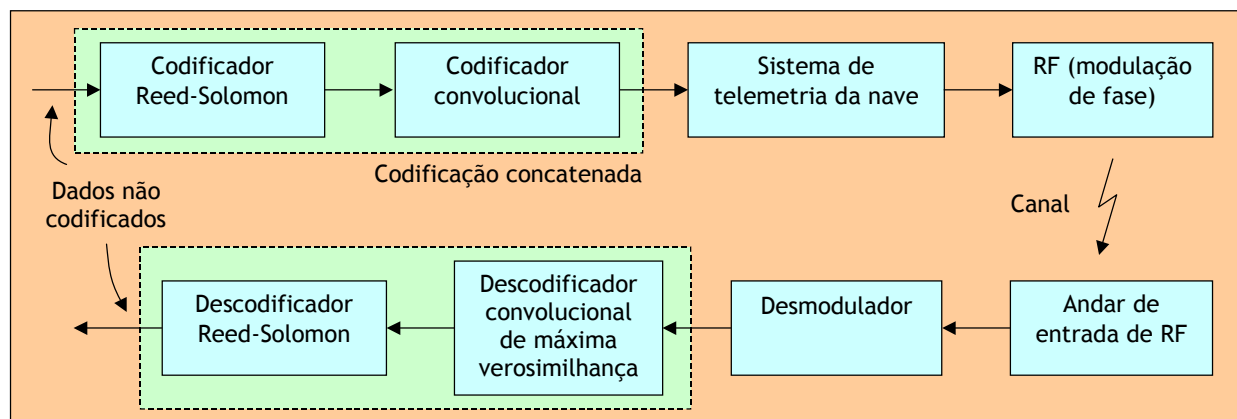 Codificador
Reed-Solomon
Codificador
convolucional
Sistema de
telemetria da nave
RF (modulação
de fase)
Codificação concatenada
Dados não
codificados
Canal
Descodificador
Reed-Solomon
Descodificador
convolucional
de máxima
verosimilhança
Desmodulador
Andar de
entrada de RF